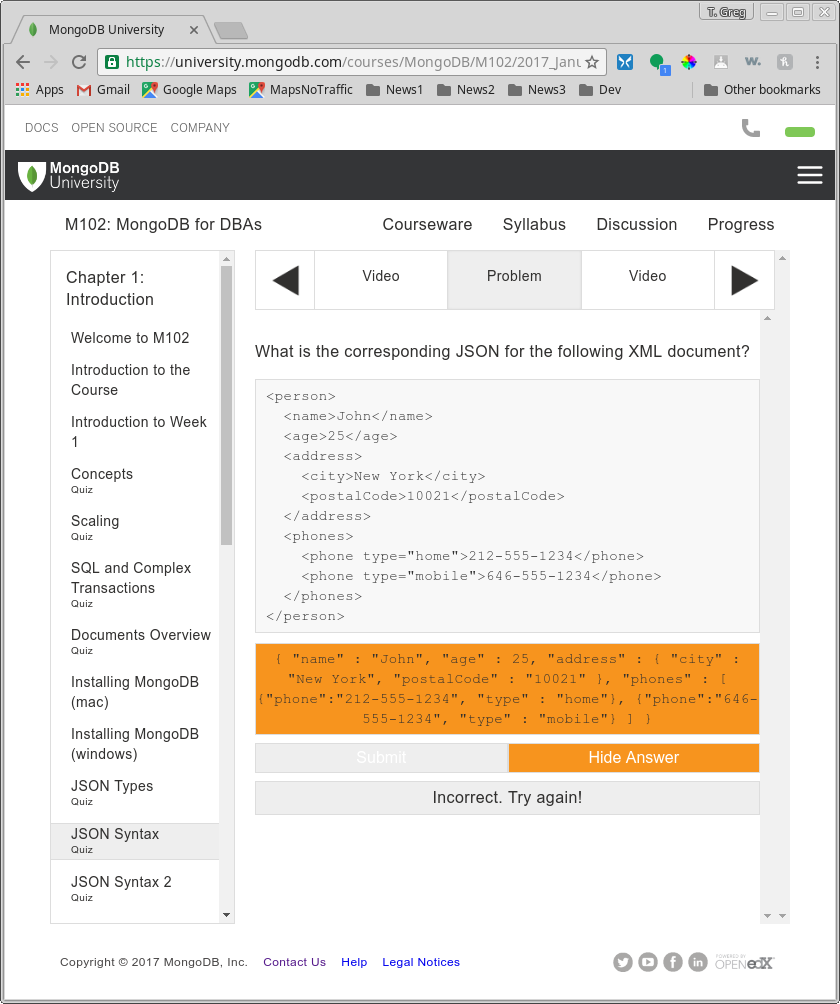 T. Greg
MongoDB University
https://university.mongodb.com/courses/MongoDB/M102/2017_Janu
Apps Gmail Google Maps MapsNoTraffic News1 News2 News3 Dev Other bookmarks
DOCS OPEN SOURCE COMPANY
MongoDB
University
M102: MongoDB for DBAs Courseware Syllabus Discussion Progress
Chapter 1:
Introduction
Welcome to M102
Introduction to the
Course
Introduction to Week
1
Concepts
Quiz
Scaling
Quiz
SQL and Complex
Transactions
Quiz
Documents Overview
Quiz
Installing MongoDB
(mac)
Installing MongoDB
(windows)
JSON Types
Quiz
JSON Syntax
Quiz
JSON Syntax 2
Quiz
Video Problem Video
What is the corresponding JSON for the following XML document?
<person>
  <name>John</name>
  <age>25</age>
  <address>
    <city>New York</city>
    <postalCode>10021</postalCode>
  </address>
  <phones>
    <phone type="home">212-555-1234</phone>
    <phone type="mobile">646-555-1234</phone>
  </phones>
</person>
{ "name" : "John", "age" : 25, "address" : { "city" :
"New York", "postalCode" : "10021" }, "phones" : [
{"phone":"212-555-1234", "type" : "home"}, {"phone":"646-
555-1234", "type" : "mobile"} ] }
Submit Hide Answer
Incorrect. Try again!
Copyright © 2017 MongoDB, Inc. Contact Us Help Legal Notices
POWERED BY
OPEN edX